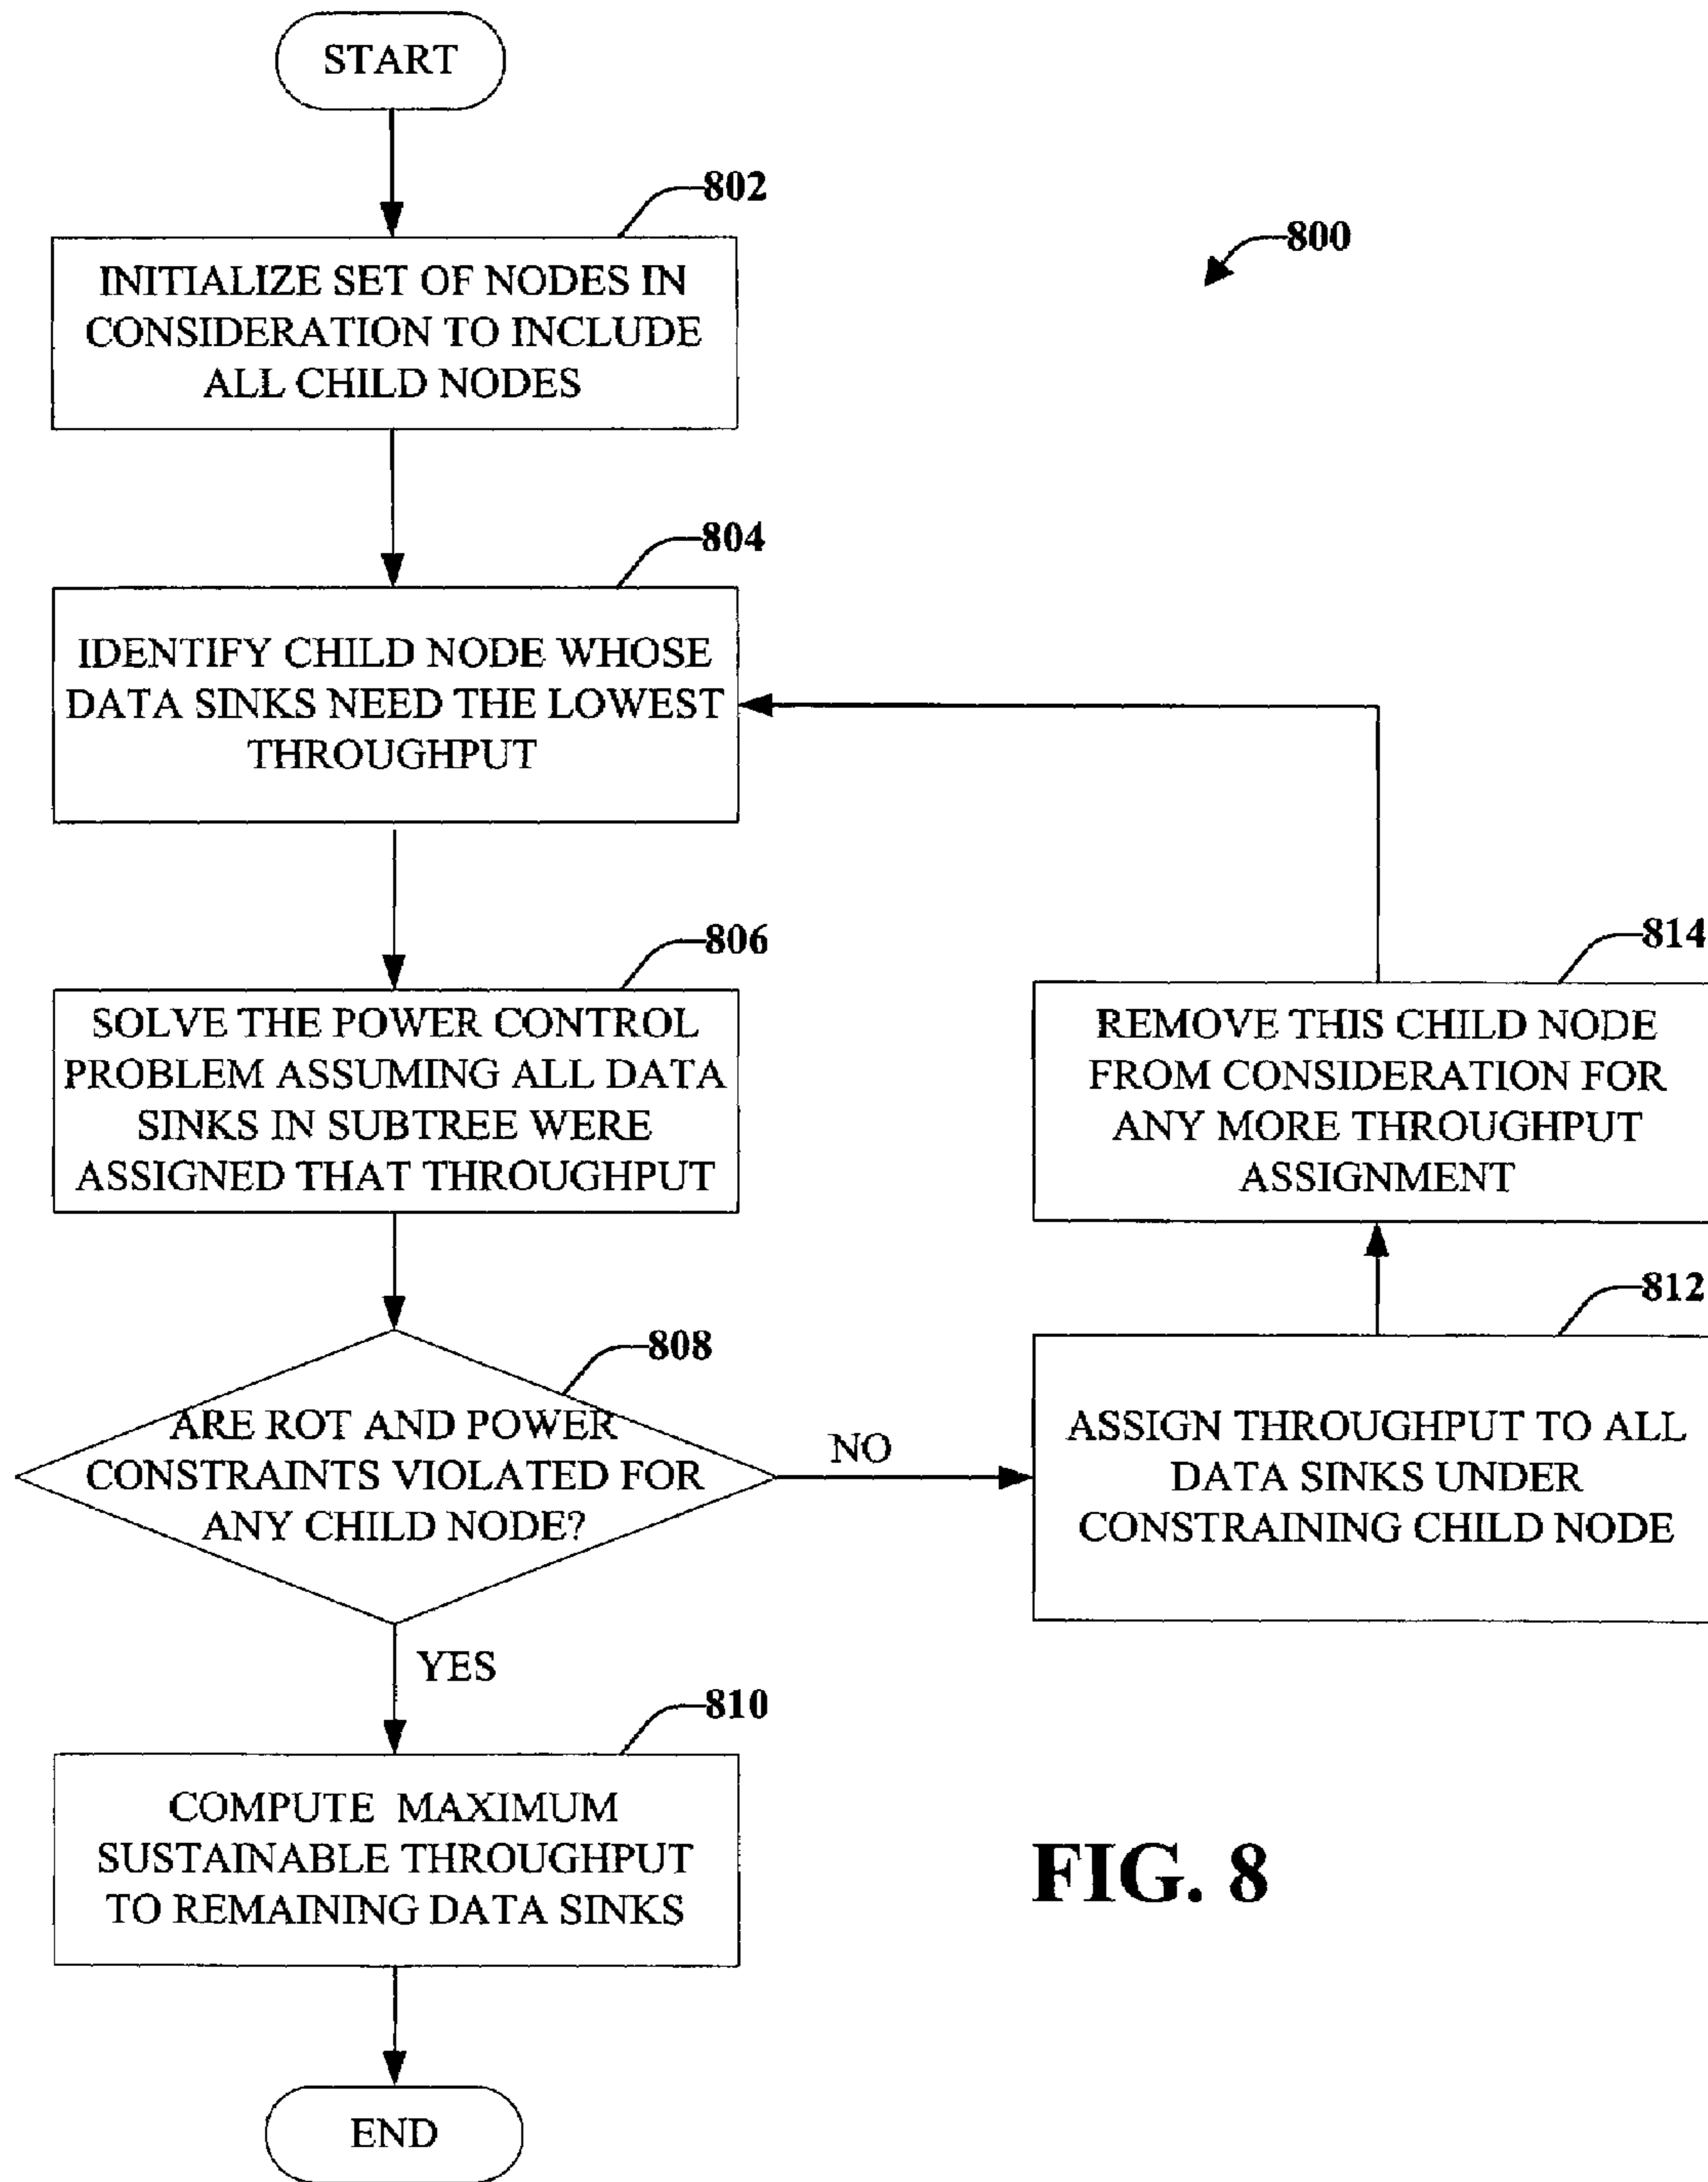 START
802
800
INITIALIZE SET OF NODES IN
CONSIDERATION TO INCLUDE
ALL CHILD NODES
804
IDENTIFY CHILD NODE WHOSE
DATA SINKS NEED THE LOWEST
THROUGHPUT
806
SOLVE THE POWER CONTROL
PROBLEM ASSUMING ALL DATA
SINKS IN SUBTREE WERE
ASSIGNED THAT THROUGHPUT
814
REMOVE THIS CHILD NODE
FROM CONSIDERATION FOR
ANY MORE THROUGHPUT
ASSIGNMENT
808
ARE ROT AND POWER
CONSTRAINTS VIOLATED FOR
ANY CHILD NODE?
NO
812
ASSIGN THROUGHPUT TO ALL
DATA SINKS UNDER
CONSTRAINING CHILD NODE
YES
810
COMPUTE MAXIMUM
SUSTAINABLE THROUGHPUT
TO REMAINING DATA SINKS
FIG. 8
END